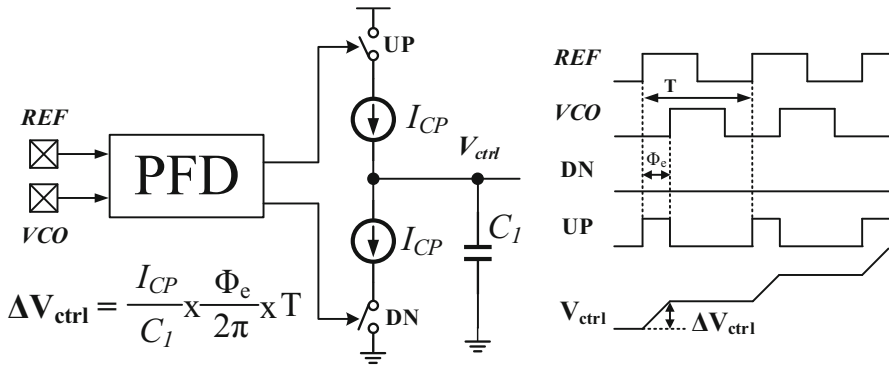 UP
REF
I_CP
V_ctrl
PFD
VCO
I_CP
C_1
ΔV_ctrl = I_CP/C_1 x Φ_e/2π x T
DN
REF
T
VCO
Φ_e
DN
UP
V_ctrl
ΔV_ctrl